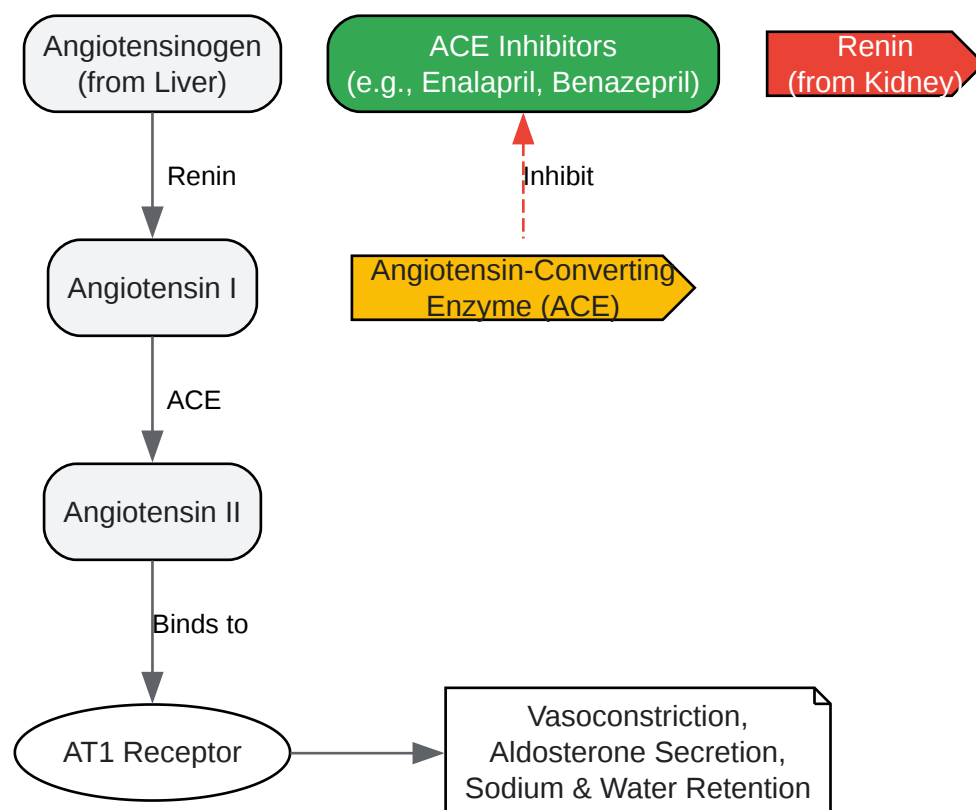 Angiotensinogen
(from Liver)
ACE Inhibitors
(e.g., Enalapril, Benazepril)
Renin
(from Kidney)
Renin
Inhibit
Angiotensin I
Angiotensin-Converting
Enzyme (ACE)
ACE
Angiotensin II
Binds to
AT1 Receptor
Vasoconstriction,
Aldosterone Secretion,
Sodium & Water Retention